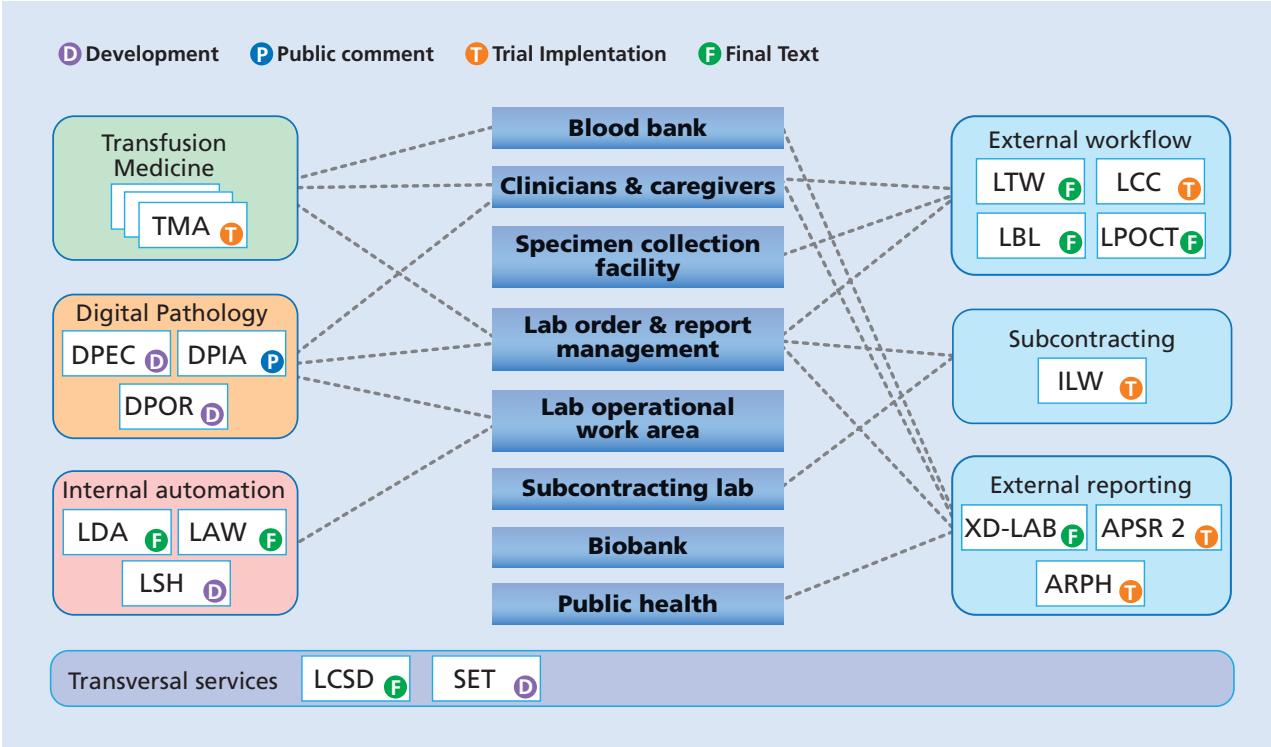 D Development P Public comment T Trial Implentation F Final Text
Transfusion
Medicine
TMA T
Digital Pathology
DPEC D DPIA P
DPOR D
Internal automation
LDA F LAW F
LSH D
Blood bank
Clinicians & caregivers
Specimen collection
facility
Lab order & report
management
Lab operational
work area
Subcontracting lab
Biobank
Public health
External workflow
LTW F LCC T
LBL F LPOCT F
Subcontracting
ILW T
External reporting
XD-LAB F APSR 2 T
ARPH T
Transversal services LCSD F SET D